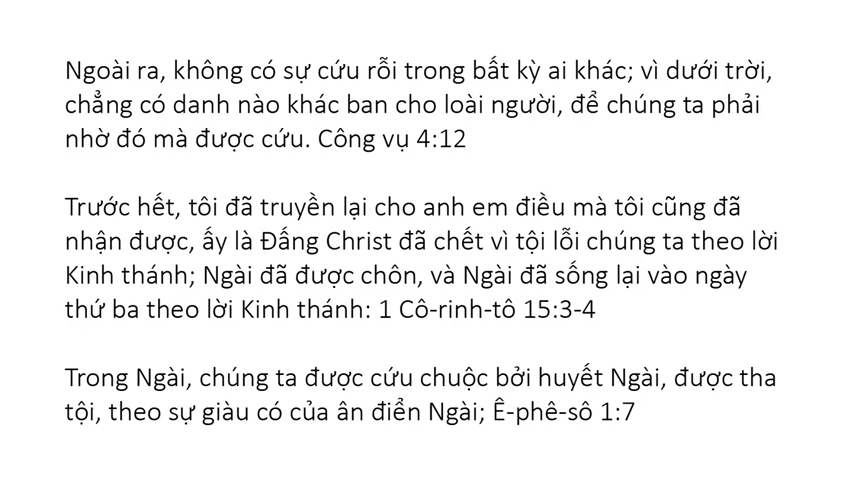 Ngoài ra, không có sự cứu rỗi trong bất kỳ ai khác; vì dưới trời,
chẳng có danh nào khác ban cho loài người, để chúng ta phải
nhờ đó mà được cứu. Công vụ 4:12
Trước hết, tôi đã truyền lại cho anh em điều mà tôi cũng đã
nhận được, ấy là Đấng Christ đã chết vì tội lỗi chúng ta theo lời
Kinh thánh; Ngài đã được chôn, và Ngài đã sống lại vào ngày
thứ ba theo lời Kinh thánh: 1 Cô-rinh-tô 15:3-4
Trong Ngài, chúng ta được cứu chuộc bởi huyết Ngài, được tha
tội, theo sự giàu có của ân điển Ngài; Ê-phê-sô 1:7